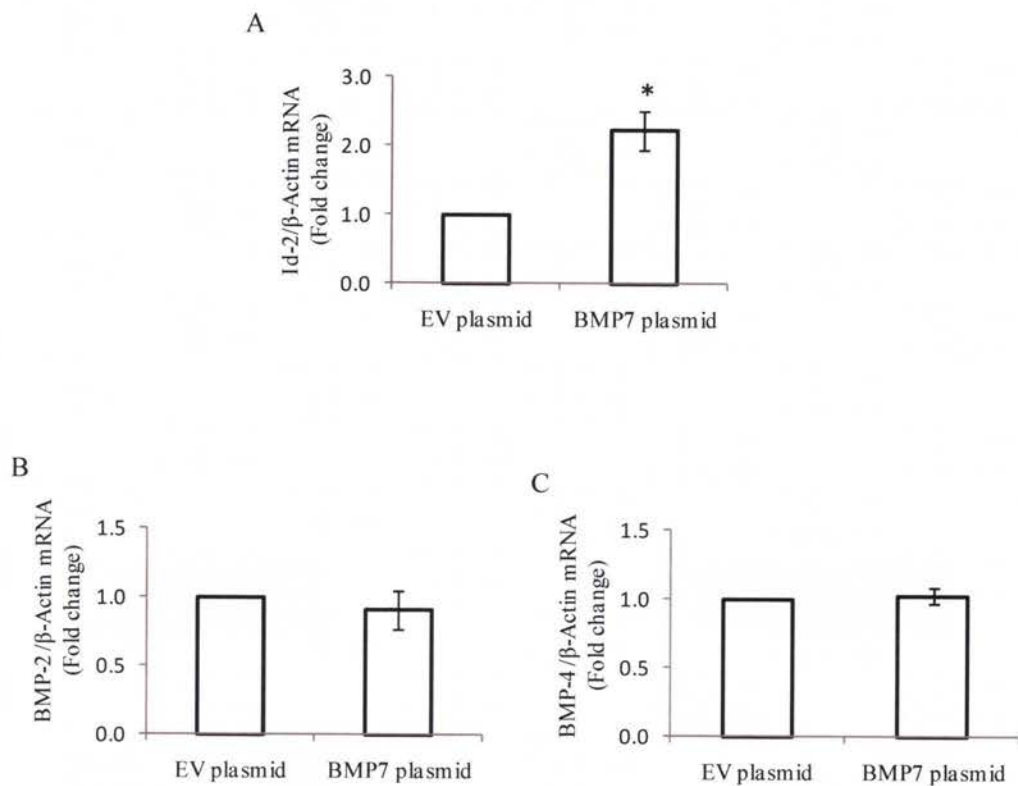 A
Id-2/β-Actin mRNA
(Fold change)
3.0
2.0
1.0
0.0
*
EV plasmid
BMP7 plasmid
B
BMP-2/β-Actin mRNA
(Fold change)
1.5
1.0
0.5
0.0
EV plasmid
BMP7 plasmid
C
BMP-4/β-Actin mRNA
(Fold change)
1.5
1.0
0.5
0.0
EV plasmid
BMP7 plasmid